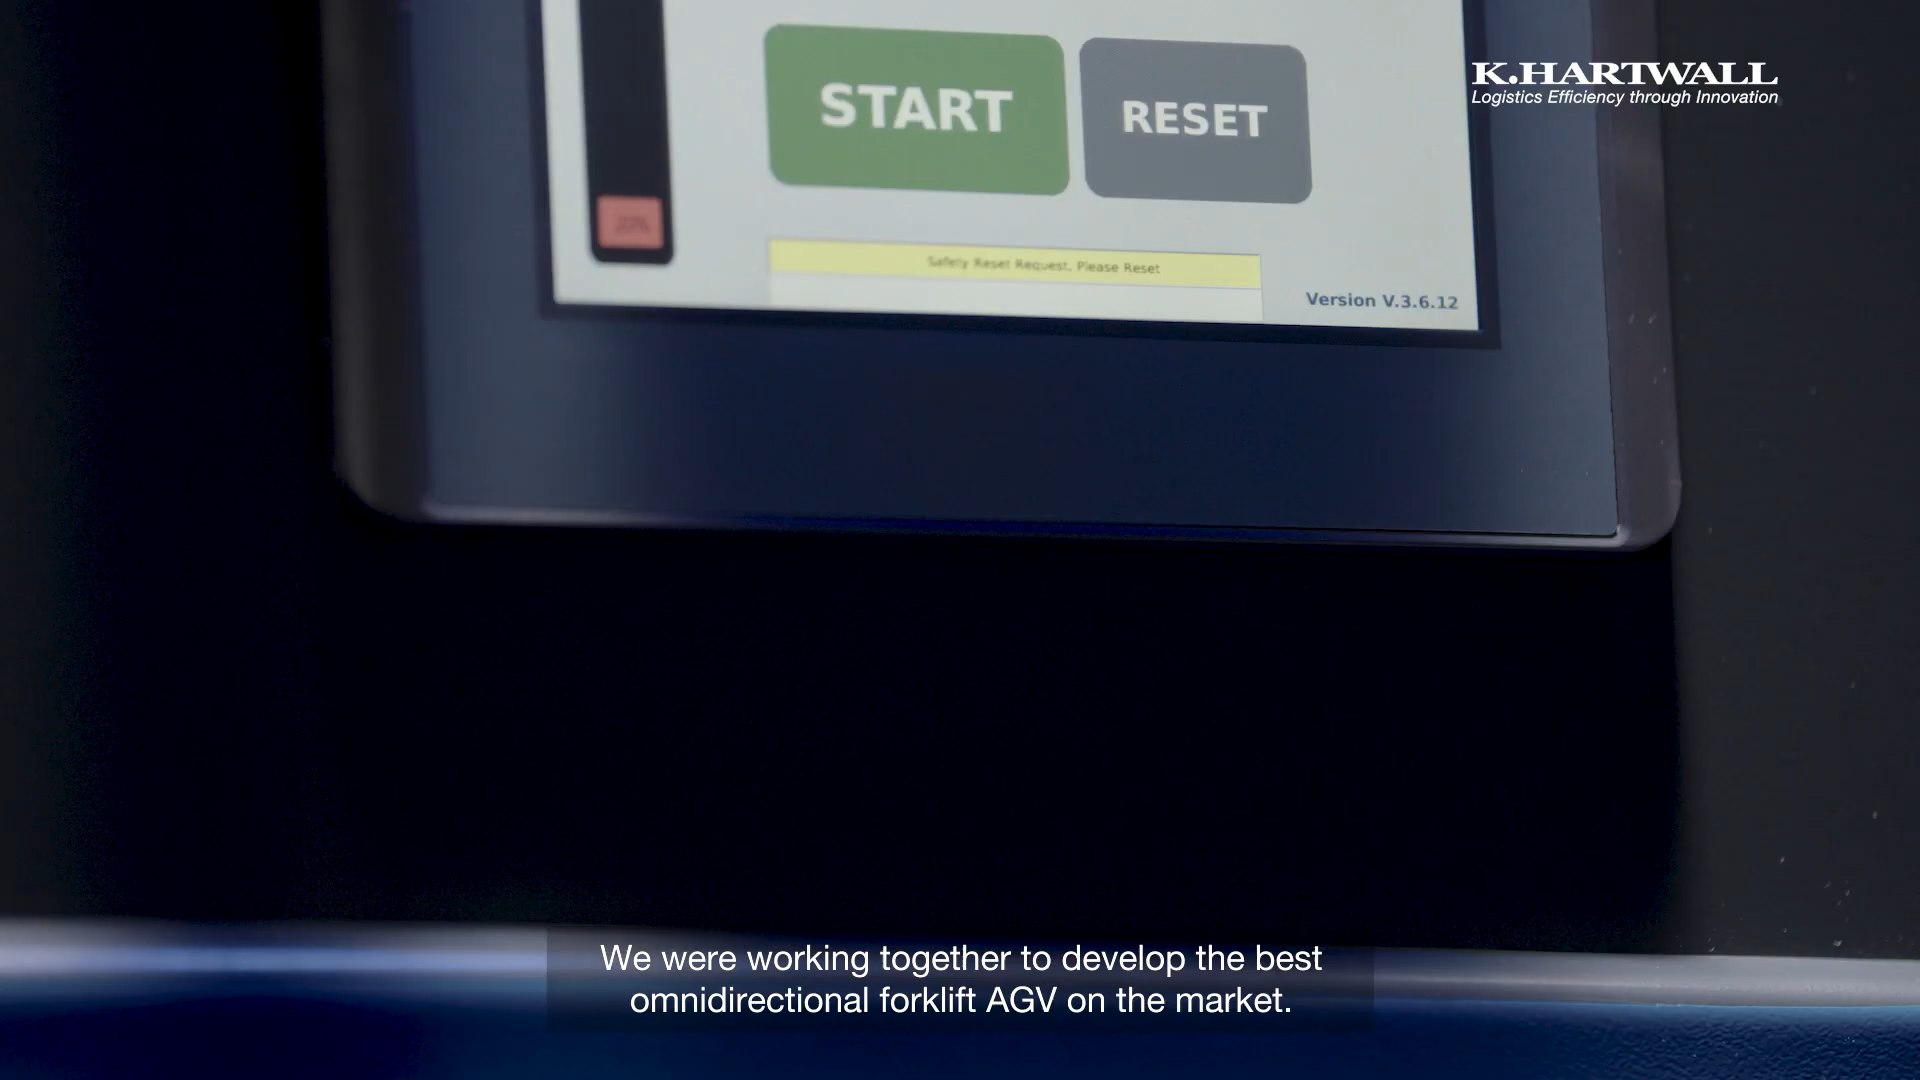 K.HARTWALL
Logistics Efficiency through Innovation
START
RESET
20%
Safety Reset Request, Please Reset
Version V.3.6.12
We were working together to develop the best
omnidirectional forklift AGV on the market.